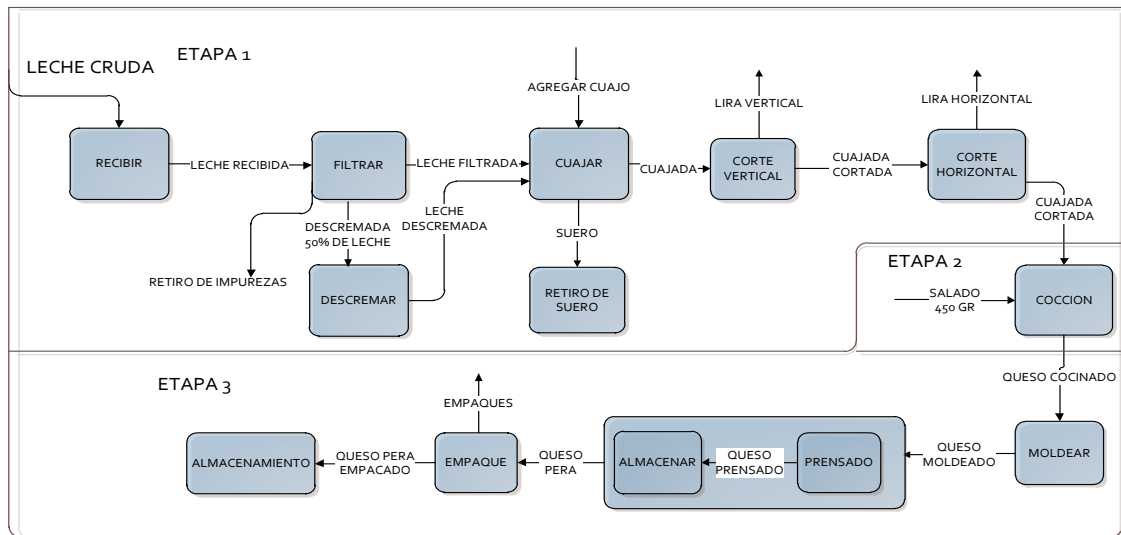 ETAPA 1
LECHE CRUDA
AGREGAR CUAJO
LIRA VERTICAL
LIRA HORIZONTAL
RECIBIR
LECHE RECIBIDA
FILTRAR
LECHE FILTRADA
CUAJAR
CUAJADA
CORTE
VERTICAL
CUAJADA
CORTADA
CORTE
HORIZONTAL
CUAJADA
CORTADA
LECHE
DESCREMADA
DESCREMADA
50% DE LECHE
SUERO
RETIRO DE IMPUREZAS
DESCREMAR
RETIRO DE
SUERO
ETAPA 2
SALADO
450 GR
COCCION
QUESO COCINADO
ETAPA 3
EMPAQUES
MOLDEAR
QUESO
MOLDEADO
PRENSADO
QUESO
PRENSADO
ALMACENAR
QUESO
PERA
EMPAQUE
QUESO PERA
EMPACADO
ALMACENAMIENTO